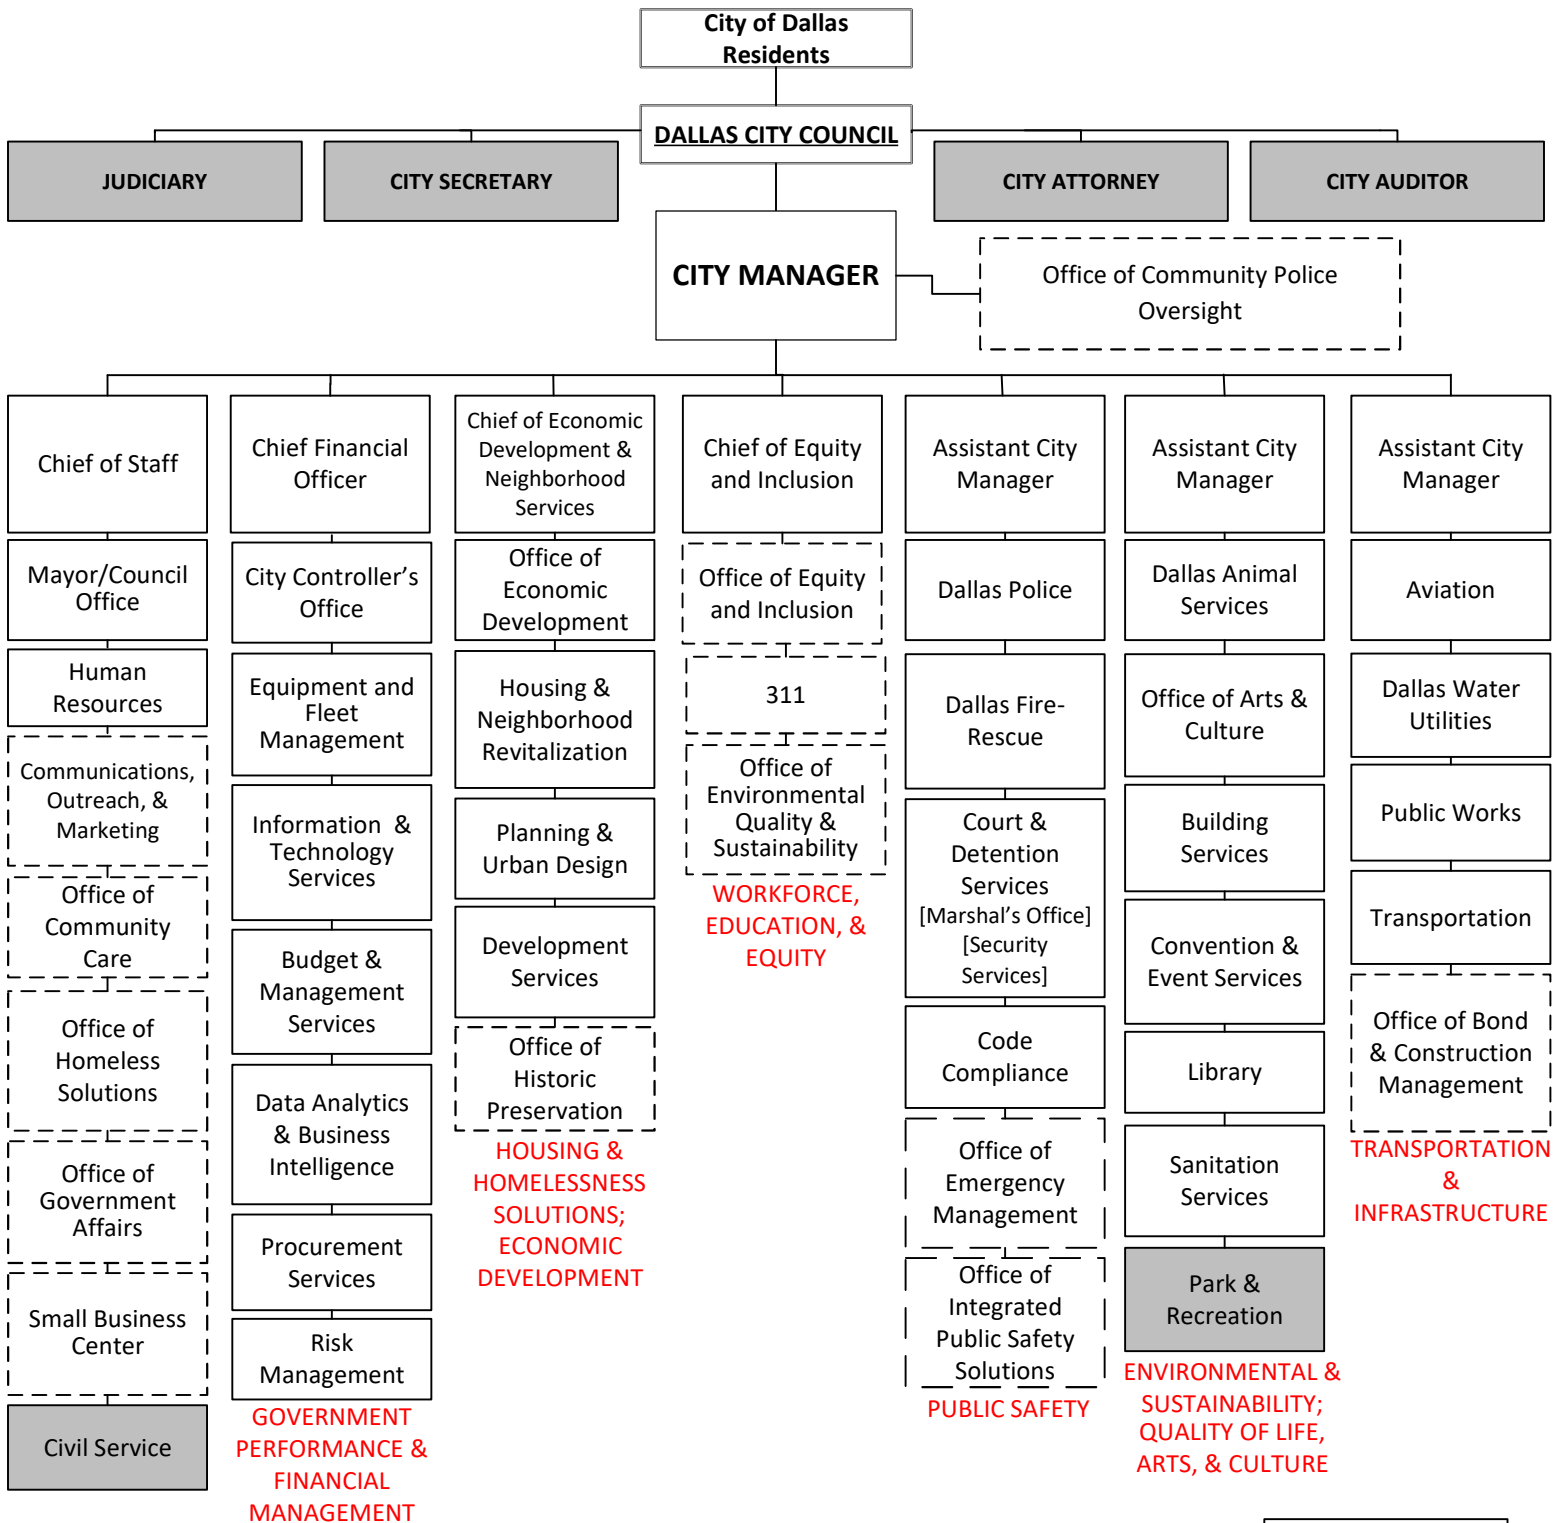 City of Dallas
Residents
DALLAS CITY COUNCIL
JUDICIARY
CITY SECRETARY
CITY ATTORNEY
CITY AUDITOR
CITY MANAGER
Office of Community Police
Oversight
Chief of Staff
Mayor/Council
Office
Human
Resources
Communications,
Outreach, &
Marketing
Office of
Community
Care
Office of
Homeless
Solutions
Office of
Government
Affairs
Small Business
Center
Civil Service
Chief Financial
Officer
City Controller's
Office
Equipment and
Fleet
Management
Information &
Technology
Services
Budget &
Management
Services
Data Analytics
& Business
Intelligence
Procurement
Services
Risk
Management
GOVERNMENT
PERFORMANCE &
FINANCIAL
MANAGEMENT
Chief of Economic
Development &
Neighborhood
Services
Office of
Economic
Development
Housing &
Neighborhood
Revitalization
Planning &
Urban Design
Development
Services
Office of
Historic
Preservation
HOUSING &
HOMELESSNESS
SOLUTIONS;
ECONOMIC
DEVELOPMENT
Chief of Equity
and Inclusion
Office of Equity
and Inclusion
311
Office of
Environmental
Quality &
Sustainability
WORKFORCE,
EDUCATION, &
EQUITY
Assistant City
Manager
Dallas Police
Dallas Fire-
Rescue
Court &
Detention
Services
[Marshal's Office]
[Security
Services]
Code
Compliance
Office of
Emergency
Management
Office of
Integrated
Public Safety
Solutions
PUBLIC SAFETY
Assistant City
Manager
Dallas Animal
Services
Office of Arts &
Culture
Building
Services
Convention &
Event Services
Library
Sanitation
Services
Park &
Recreation
ENVIRONMENTAL &
SUSTAINABILITY;
QUALITY OF LIFE,
ARTS, & CULTURE
Assistant City
Manager
Aviation
Dallas Water
Utilities
Public Works
Transportation
Office of Bond
& Construction
Management
TRANSPORTATION
&
INFRASTRUCTURE